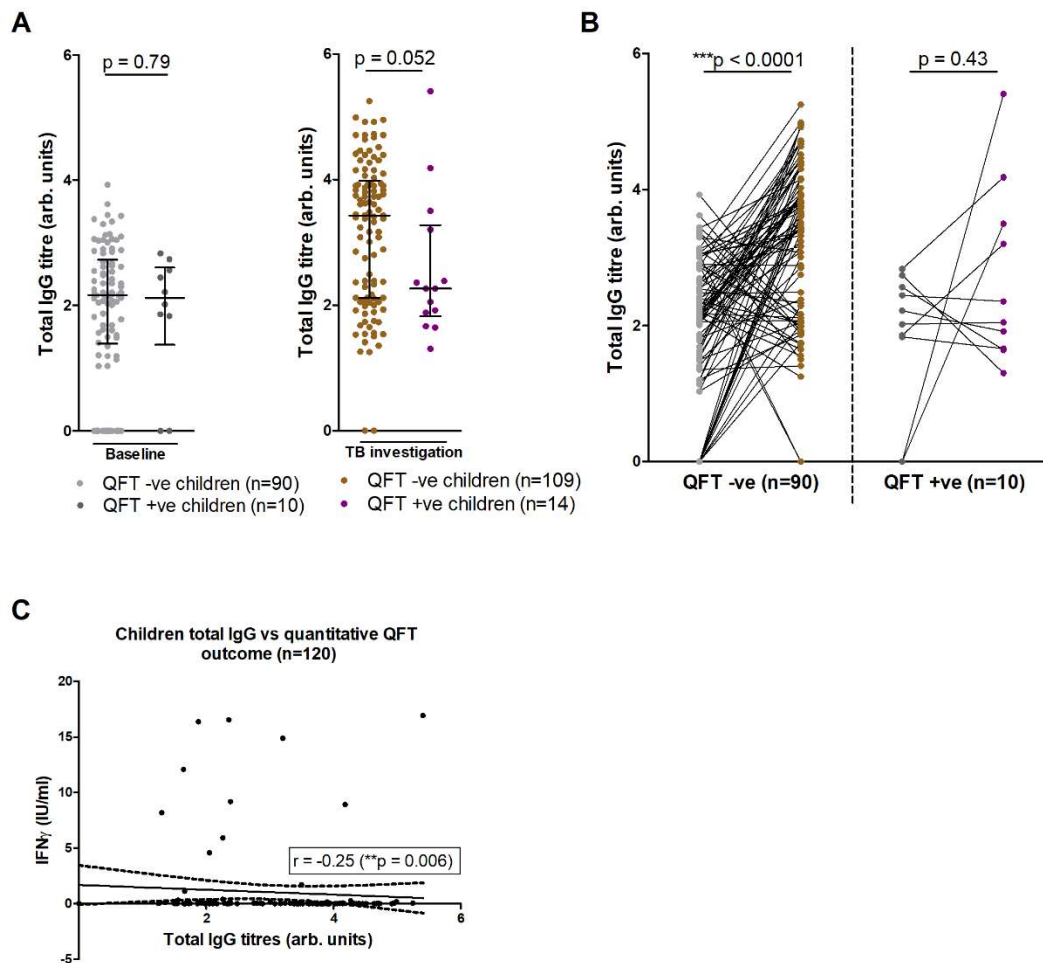 A
6
4
2
0
Total IgG titre (arb. units)
p = 0.79
Baseline
QFT -ve children (n=90)
QFT +ve children (n=10)
6
4
2
0
Total IgG titre (arb. units)
p = 0.052
TB investigation
QFT -ve children (n=109)
QFT +ve children (n=14)
B
6
4
2
0
Total IgG titre (arb. units)
***p < 0.0001
p = 0.43
QFT -ve (n=90)
QFT +ve (n=10)
C
Children total IgG vs quantitative QFT
outcome (n=120)
20
15
10
5
0
-5
IFNγ (IU/ml)
r = -0.25 (**p = 0.006)
2
4
6
Total IgG titres (arb. units)